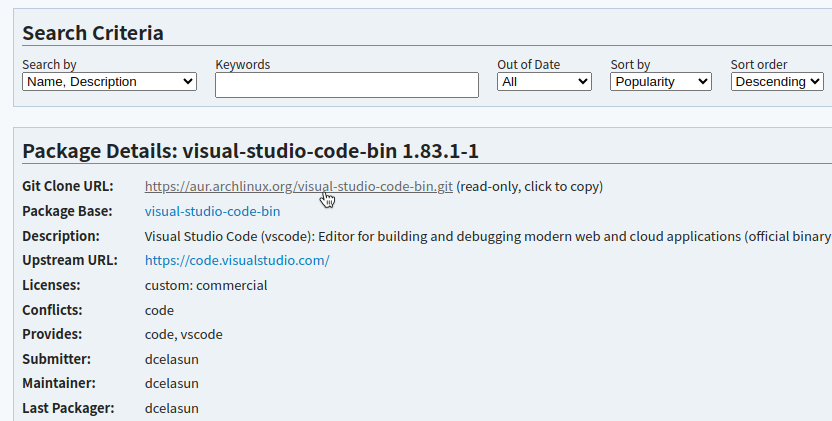 Search Criteria
Search by Keywords Out of Date Sort by Sort order
Name, Description All Popularity Descending
Package Details: visual-studio-code-bin 1.83.1-1
Git Clone URL: https://aur.archlinux.org/visual-studio-code-bin.git (read-only, click to copy)
Package Base: visual-studio-code-bin
Description: Visual Studio Code (vscode): Editor for building and debugging modern web and cloud applications (official binary
Upstream URL: https://code.visualstudio.com/
Licenses: custom: commercial
Conflicts: code
Provides: code, vscode
Submitter: dcelasun
Maintainer: dcelasun
Last Packager: dcelasun